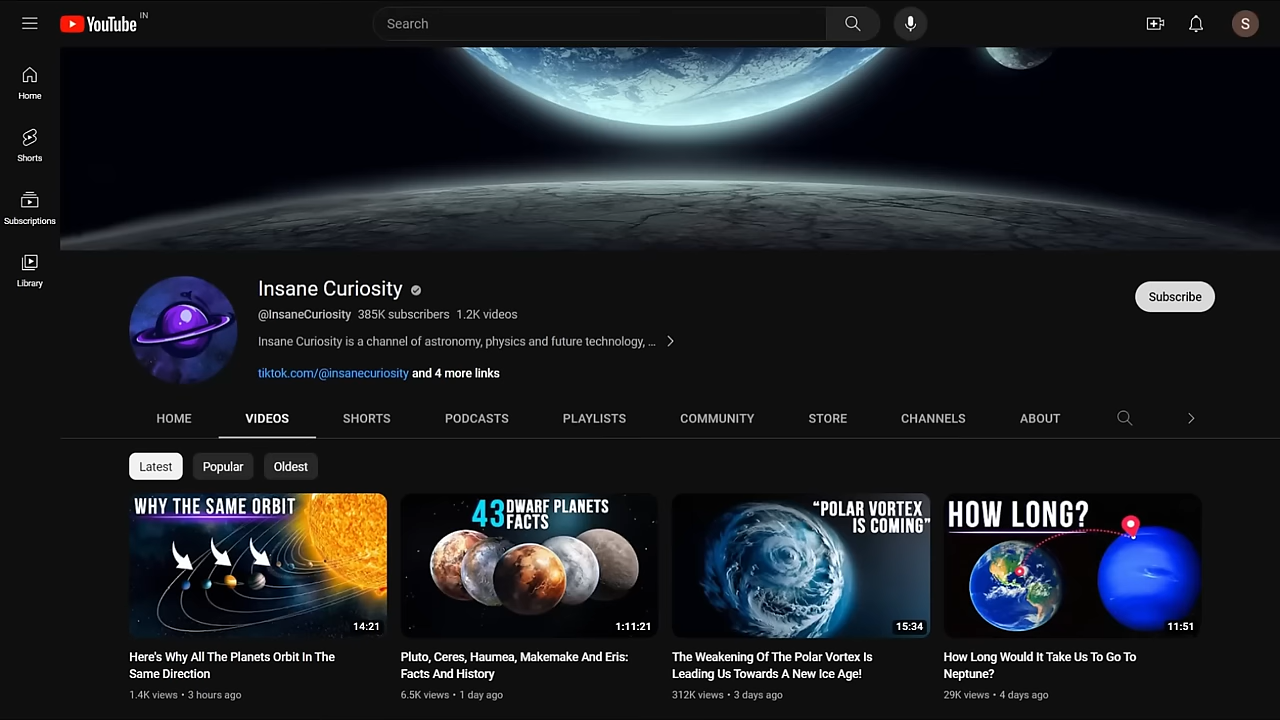 YouTube IN
Search
S
Home
Shorts
Subscriptions
Library
Insane Curiosity
@InsaneCuriosity 385K subscribers 1.2K videos
Insane Curiosity is a channel of astronomy, physics and future technology, ...
tiktok.com/@insanecuriosity and 4 more links
Subscribe
HOME VIDEOS SHORTS PODCASTS PLAYLISTS COMMUNITY STORE CHANNELS ABOUT
Latest Popular Oldest
WHY THE SAME ORBIT
14:21
Here's Why All The Planets Orbit In The
Same Direction
1.4K views • 3 hours ago
43 DWARF PLANETS
FACTS
1:11:21
Pluto, Ceres, Haumea, Makemake And Eris:
Facts And History
6.5K views • 1 day ago
"POLAR VORTEX
IS COMING"
15:34
The Weakening Of The Polar Vortex Is
Leading Us Towards A New Ice Age!
312K views • 3 days ago
HOW LONG?
11:51
How Long Would It Take Us To Go To
Neptune?
29K views • 4 days ago